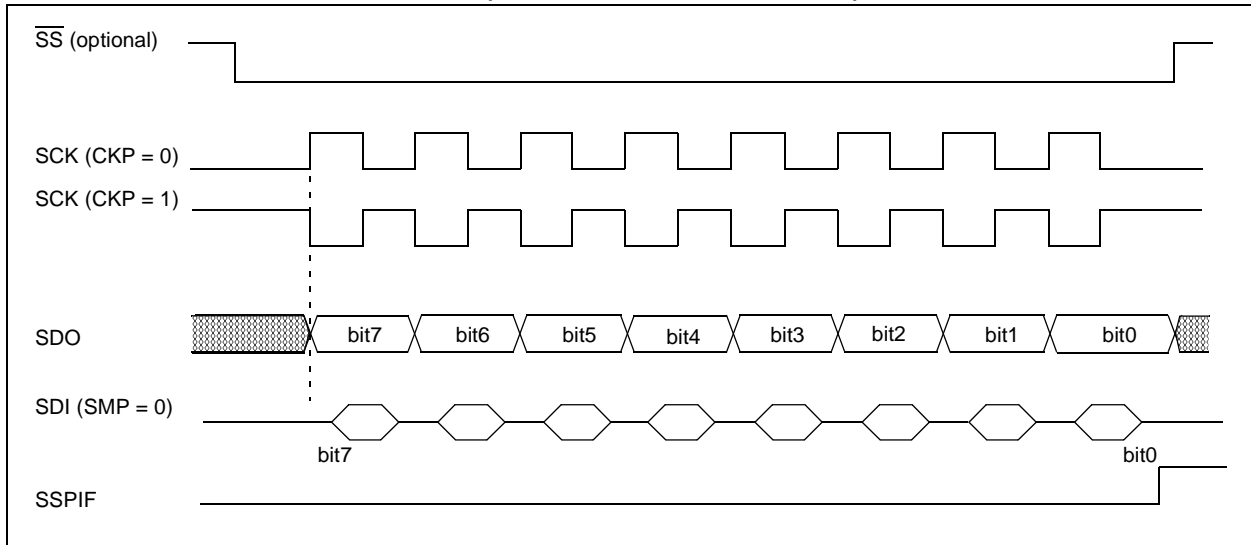 SS (optional)
SCK (CKP = 0)
SCK (CKP = 1)
SDO bit7 bit6 bit5 bit4 bit3 bit2 bit1 bit0
SDI (SMP = 0)
bit7 bit0
SSPIF